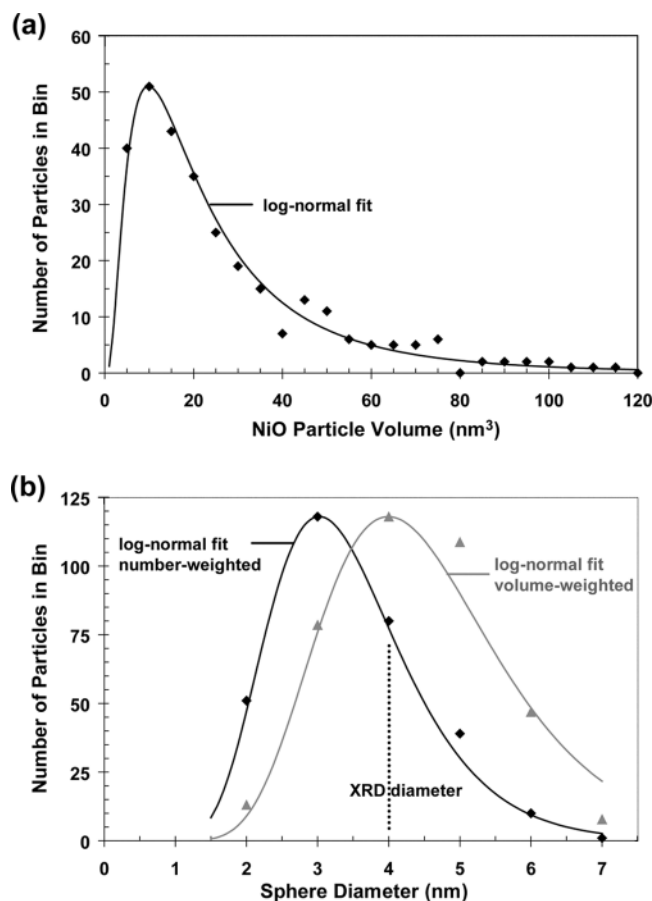 (a)
Number of Particles in Bin
60
50
40
30
20
10
0
log-normal fit
0 20 40 60 80 100 120
NiO Particle Volume (nm³)
(b)
Number of Particles in Bin
125
100
75
50
25
0
log-normal fit
number-weighted
log-normal fit
volume-weighted
XRD diameter
0 1 2 3 4 5 6 7
Sphere Diameter (nm)